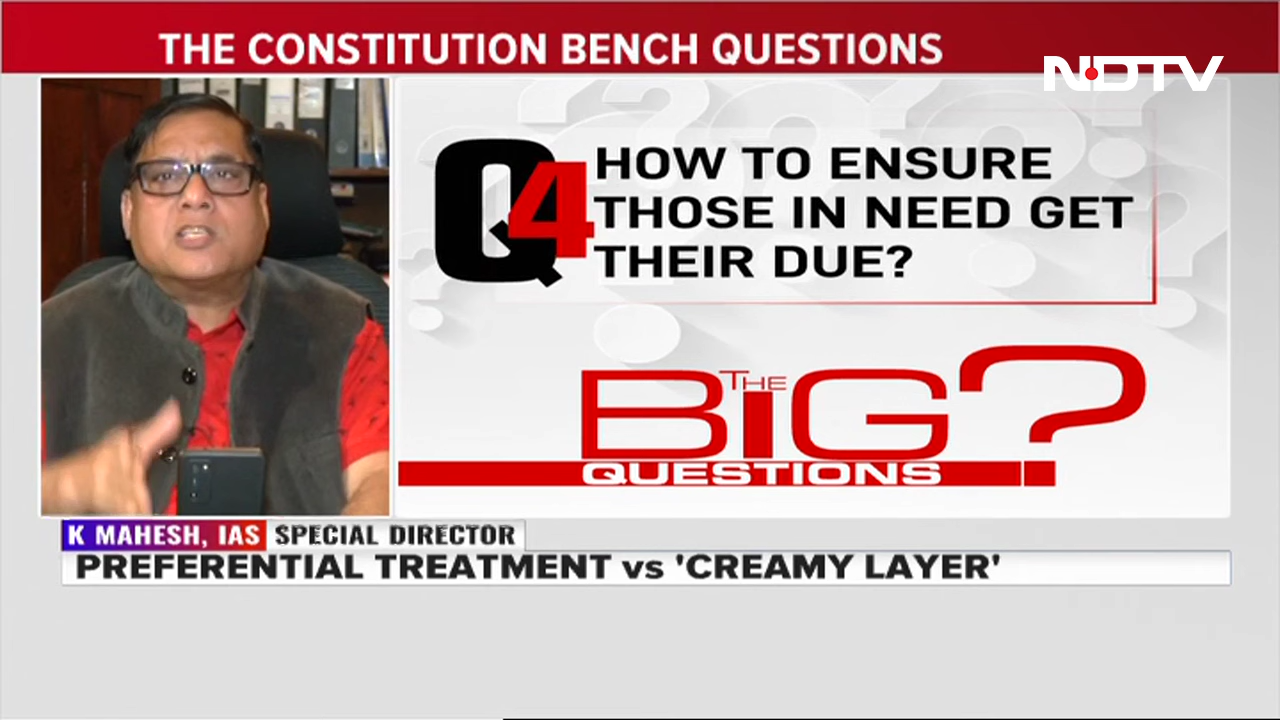 THE CONSTITUTION BENCH QUESTIONS
NDTV
Q4
HOW TO ENSURE
THOSE IN NEED GET
THEIR DUE?
THE
BIG?
QUESTIONS
K MAHESH, IAS SPECIAL DIRECTOR
PREFERENTIAL TREATMENT vs 'CREAMY LAYER'